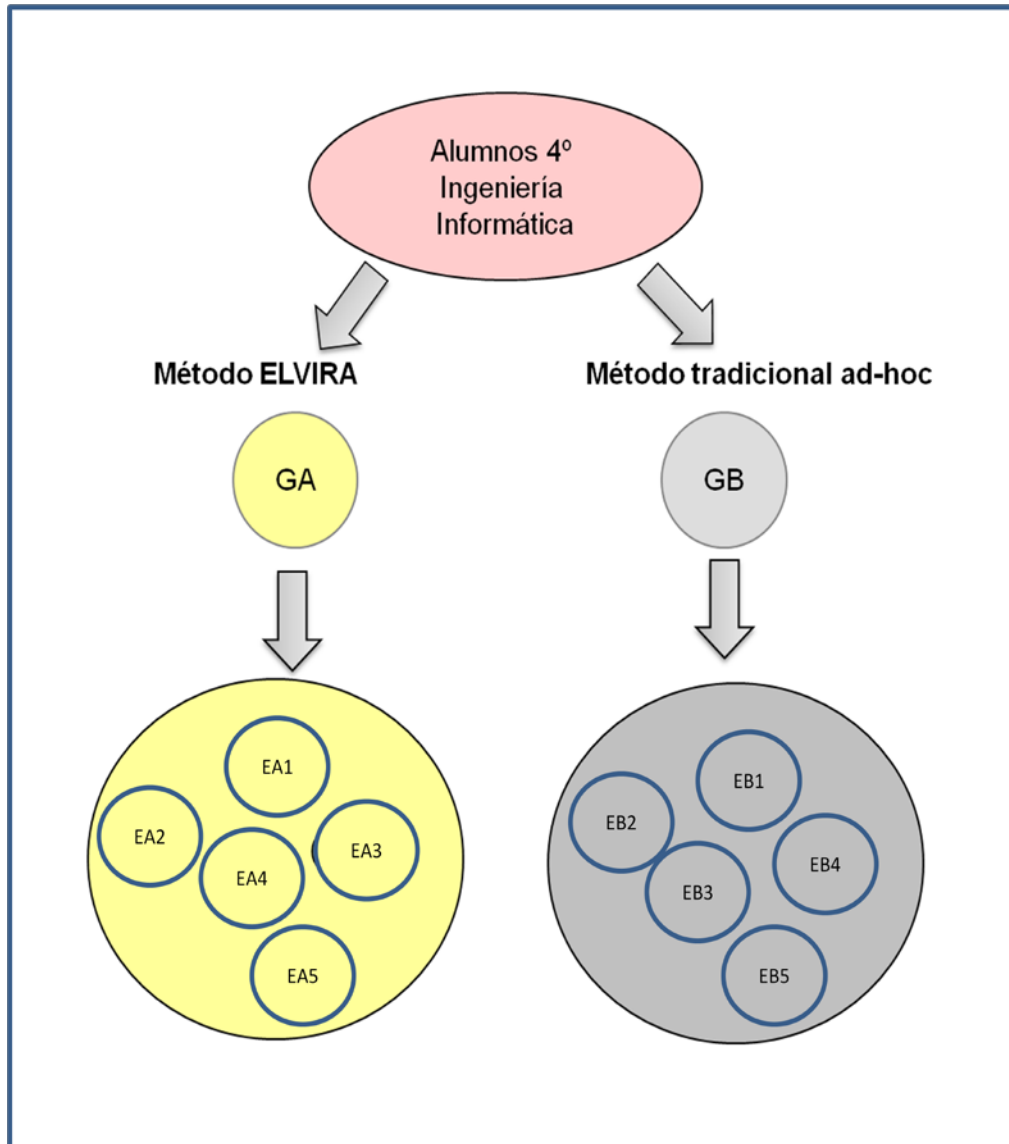 Alumnos 4º
Ingeniería
Informática
Método ELVIRA
Método tradicional ad-hoc
GA
GB
EA1
EA2
EA3
EA4
EA5
EB1
EB2
EB4
EB3
EB5